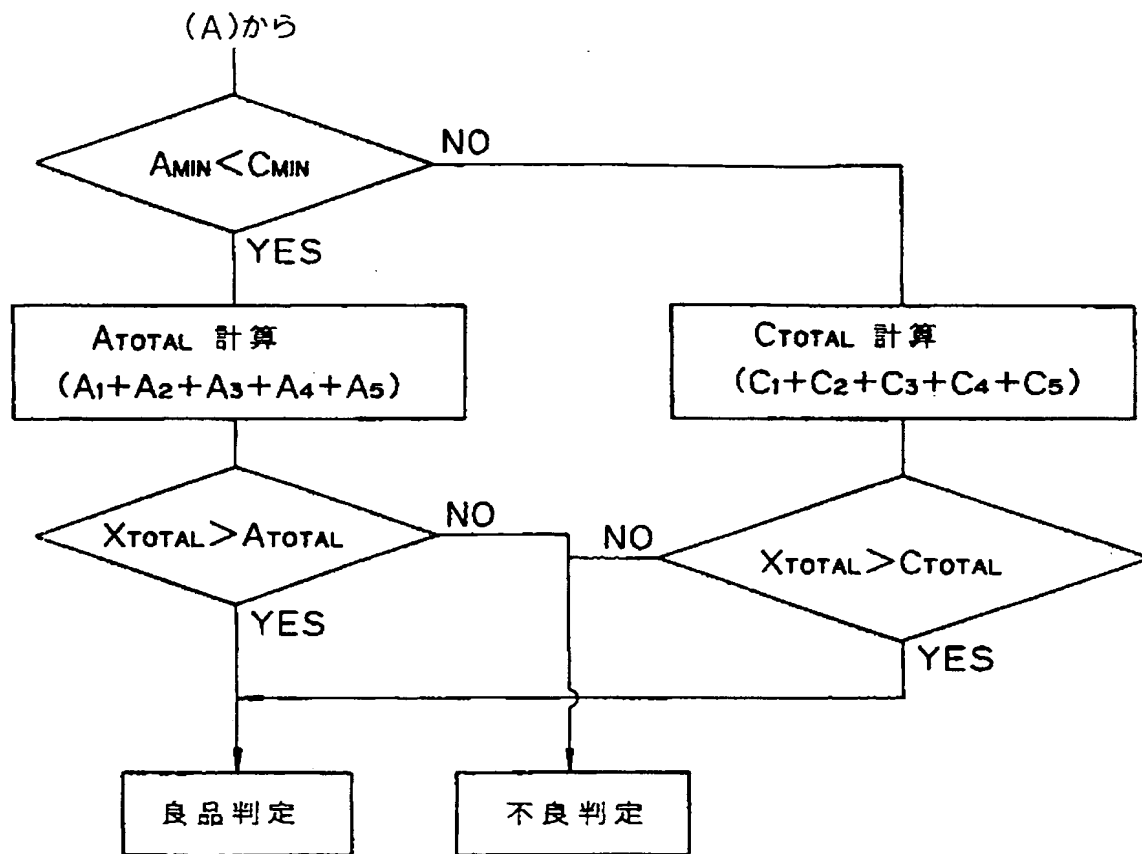 (A)から
AMIN<CMIN
NO
YES
ATOTAL 計算
(A1+A2+A3+A4+A5)
CTOTAL 計算
(C1+C2+C3+C4+C5)
XTOTAL>ATOTAL
NO
NO
XTOTAL>CTOTAL
YES
YES
良品判定
不良判定